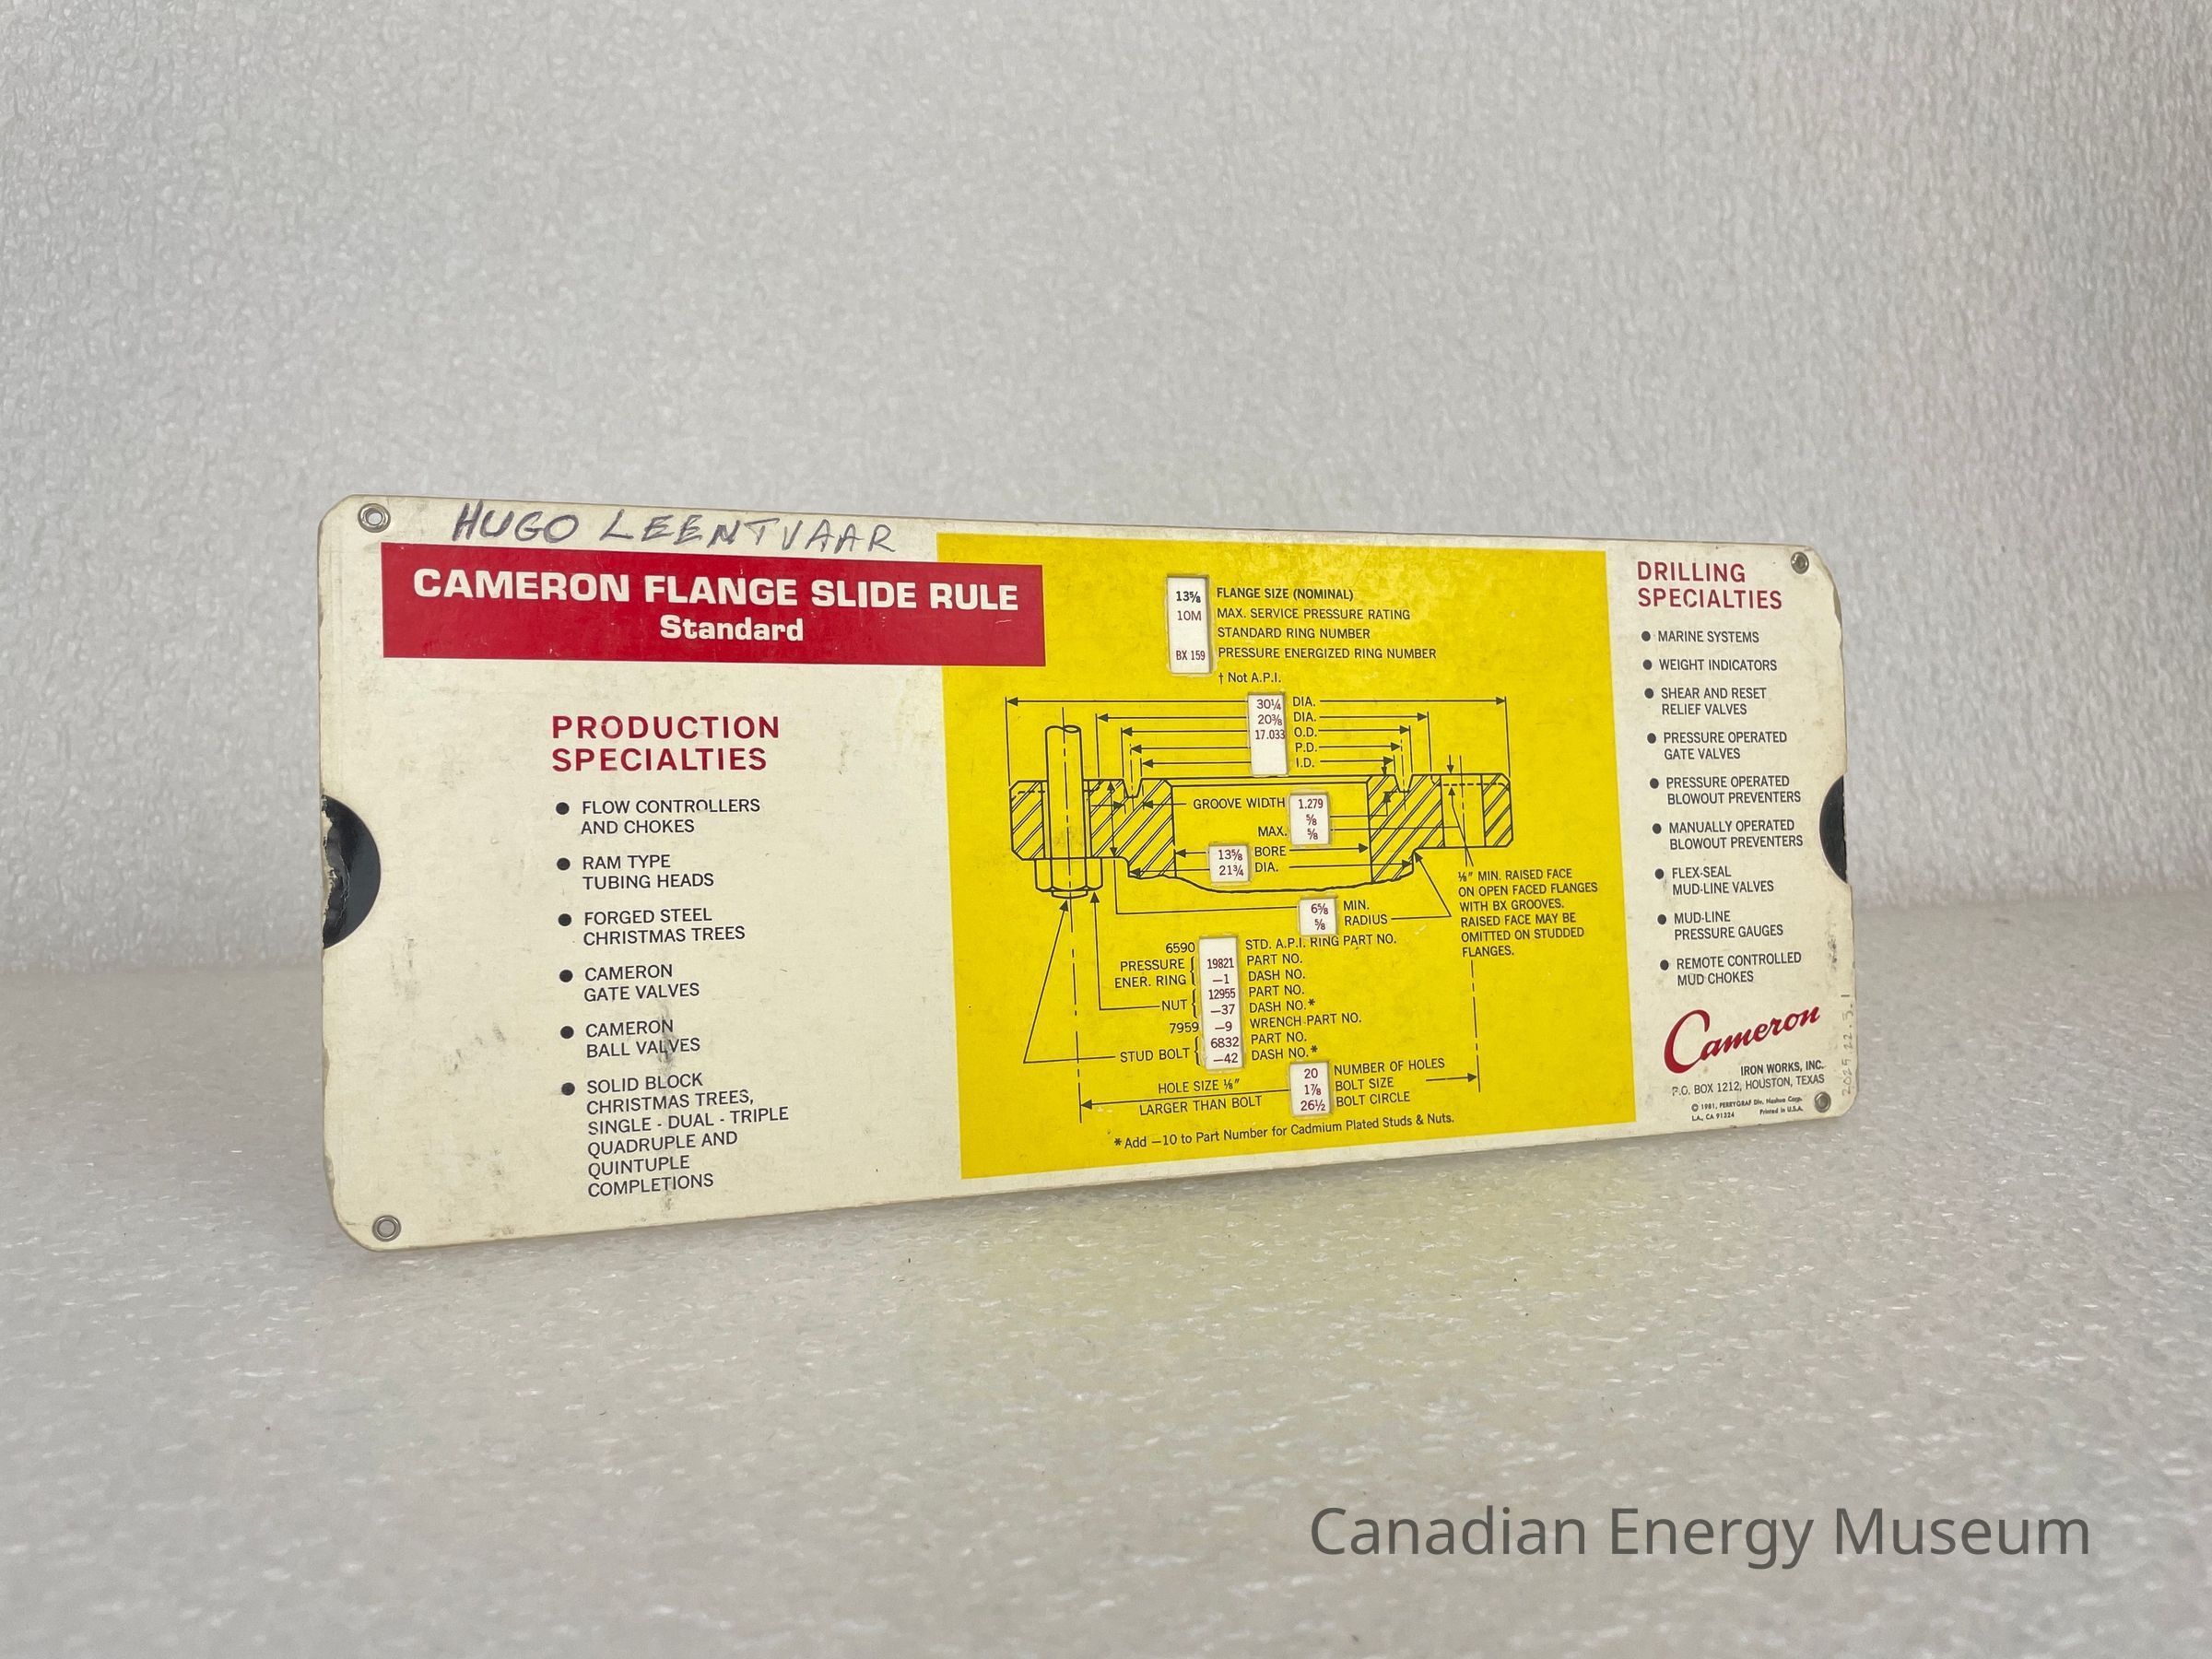 HUGO LEENTVAAR
CAMERON FLANGE SLIDE RULE
Standard
PRODUCTION
SPECIALTIES
● FLOW CONTROLLERS
AND CHOKES
● RAM TYPE
TUBING HEADS
● FORGED STEEL
CHRISTMAS TREES
● CAMERON
GATE VALVES
● CAMERON
BALL VALVES
● SOLID BLOCK
CHRISTMAS TREES,
SINGLE - DUAL - TRIPLE
QUADRUPLE AND
QUINTUPLE
COMPLETIONS
13⅝ FLANGE SIZE (NOMINAL)
10M MAX. SERVICE PRESSURE RATING
STANDARD RING NUMBER
BX 159 PRESSURE ENERGIZED RING NUMBER
† Not A.P.I.
30¼ DIA.
20⅜ DIA.
17.033 O.D.
P.D.
I.D.
GROOVE WIDTH 1.279
⅝
MAX. ⅝
13⅝ BORE
21¾ DIA.
6⅝ MIN.
⅝ RADIUS
⅛" MIN. RAISED FACE
ON OPEN FACED FLANGES
WITH BX GROOVES.
RAISED FACE MAY BE
OMITTED ON STUDDED
FLANGES.
6590 STD. A.P.I. RING PART NO.
PRESSURE 19821 PART NO.
ENER. RING —1 DASH NO.
12955 PART NO.
NUT —37 DASH NO.*
7959 —9 WRENCH PART NO.
6832 PART NO.
STUD BOLT —42 DASH NO.*
20 NUMBER OF HOLES
HOLE SIZE ⅛" 1⅞ BOLT SIZE
LARGER THAN BOLT 26½ BOLT CIRCLE
*Add —10 to Part Number for Cadmium Plated Studs & Nuts.
DRILLING
SPECIALTIES
● MARINE SYSTEMS
● WEIGHT INDICATORS
● SHEAR AND RESET
RELIEF VALVES
● PRESSURE OPERATED
GATE VALVES
● PRESSURE OPERATED
BLOWOUT PREVENTERS
● MANUALLY OPERATED
BLOWOUT PREVENTERS
● FLEX-SEAL
MUD-LINE VALVES
● MUD-LINE
PRESSURE GAUGES
● REMOTE CONTROLLED
MUD CHOKES
Cameron
IRON WORKS, INC.
P.O. BOX 1212, HOUSTON, TEXAS
© 1981, PERRYGRAF Div. Nashua Corp.
L.A., CA 91324 Printed in U.S.A.
2025.22.3.1
Canadian Energy Museum